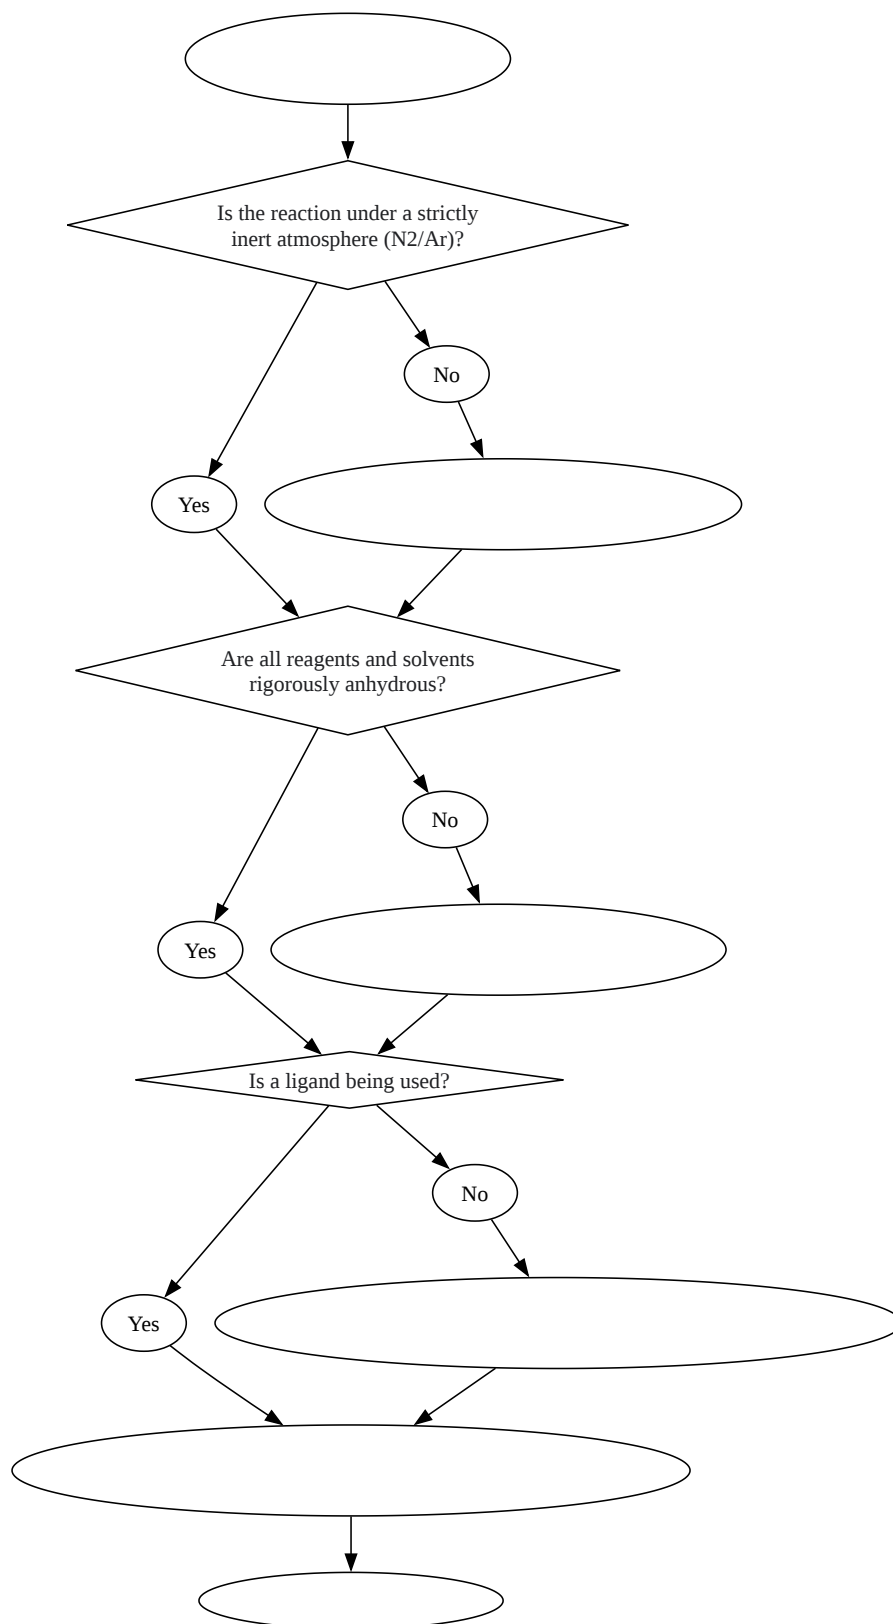 Is the reaction under a strictly
inert atmosphere (N2/Ar)?
No
Yes
Are all reagents and solvents
rigorously anhydrous?
No
Yes
Is a ligand being used?
No
Yes